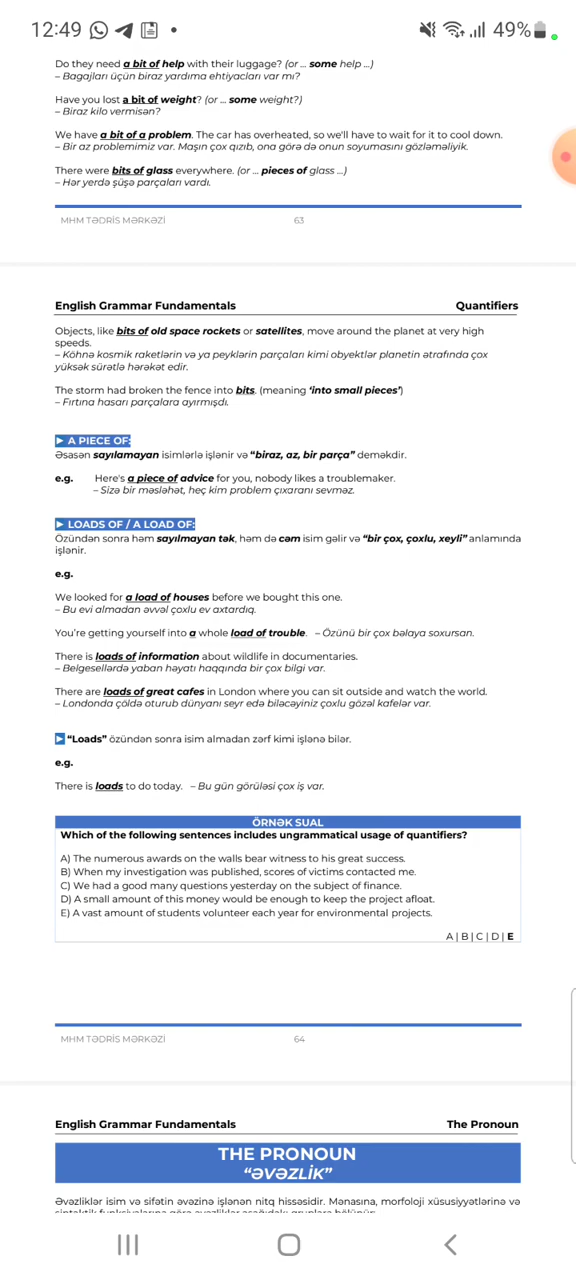 12:49
49%
Do they need a bit of help with their luggage? (or ... some help ...)
– Bagajları üçün biraz yardıma ehtiyacları var mı?
Have you lost a bit of weight? (or ... some weight?)
– Biraz kilo vermisən?
We have a bit of a problem. The car has overheated, so we'll have to wait for it to cool down.
– Bir az problemimiz var. Maşın çox qızıb, ona görə də onun soyumasını gözləməliyik.
There were bits of glass everywhere. (or ... pieces of glass ...)
– Hər yerdə şüşə parçaları vardı.
MHM TƏDRİS MƏRKƏZİ 63
English Grammar Fundamentals Quantifiers
Objects, like bits of old space rockets or satellites, move around the planet at very high
speeds.
– Köhnə kosmik raketlərin və ya peyklərin parçaları kimi obyektlər planetin ətrafında çox
yüksək sürətlə hərəkət edir.
The storm had broken the fence into bits. (meaning 'into small pieces')
– Fırtına hasarı parçalara ayırmışdı.
► A PIECE OF:
Əsasən sayılamayan isimlərlə işlənir və "biraz, az, bir parça" deməkdir.
e.g. Here's a piece of advice for you, nobody likes a troublemaker.
– Sizə bir məsləhət, heç kim problem çıxaranı sevməz.
► LOADS OF / A LOAD OF:
Özündən sonra həm sayılmayan tək, həm də cəm isim gəlir və "bir çox, çoxlu, xeyli" anlamında
işlənir.
e.g.
We looked for a load of houses before we bought this one.
– Bu evi almadan əvvəl çoxlu ev axtardıq.
You're getting yourself into a whole load of trouble. – Özünü bir çox bəlaya soxursan.
There is loads of information about wildlife in documentaries.
– Belgesellərdə yaban həyatı haqqında bir çox bilgi var.
There are loads of great cafes in London where you can sit outside and watch the world.
– Londonda çöldə oturub dünyanı seyr edə biləcəyiniz çoxlu gözəl kafelər var.
► "Loads" özündən sonra isim almadan zərf kimi işlənə bilər.
e.g.
There is loads to do today. – Bu gün görüləsi çox iş var.
ÖRNƏK SUAL
Which of the following sentences includes ungrammatical usage of quantifiers?
A) The numerous awards on the walls bear witness to his great success.
B) When my investigation was published, scores of victims contacted me.
C) We had a good many questions yesterday on the subject of finance.
D) A small amount of this money would be enough to keep the project afloat.
E) A vast amount of students volunteer each year for environmental projects.
A | B | C | D | E
MHM TƏDRİS MƏRKƏZİ 64
English Grammar Fundamentals The Pronoun
THE PRONOUN
"ƏVƏZLİK"
Əvəzliklər isim və sifətin əvəzinə işlənən nitq hissəsidir. Mənasına, morfoloji xüsusiyyətlərinə və